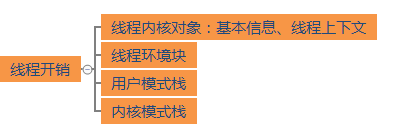 线程开销
线程内核对象：基本信息、线程上下文
线程环境块
用户模式栈
内核模式栈